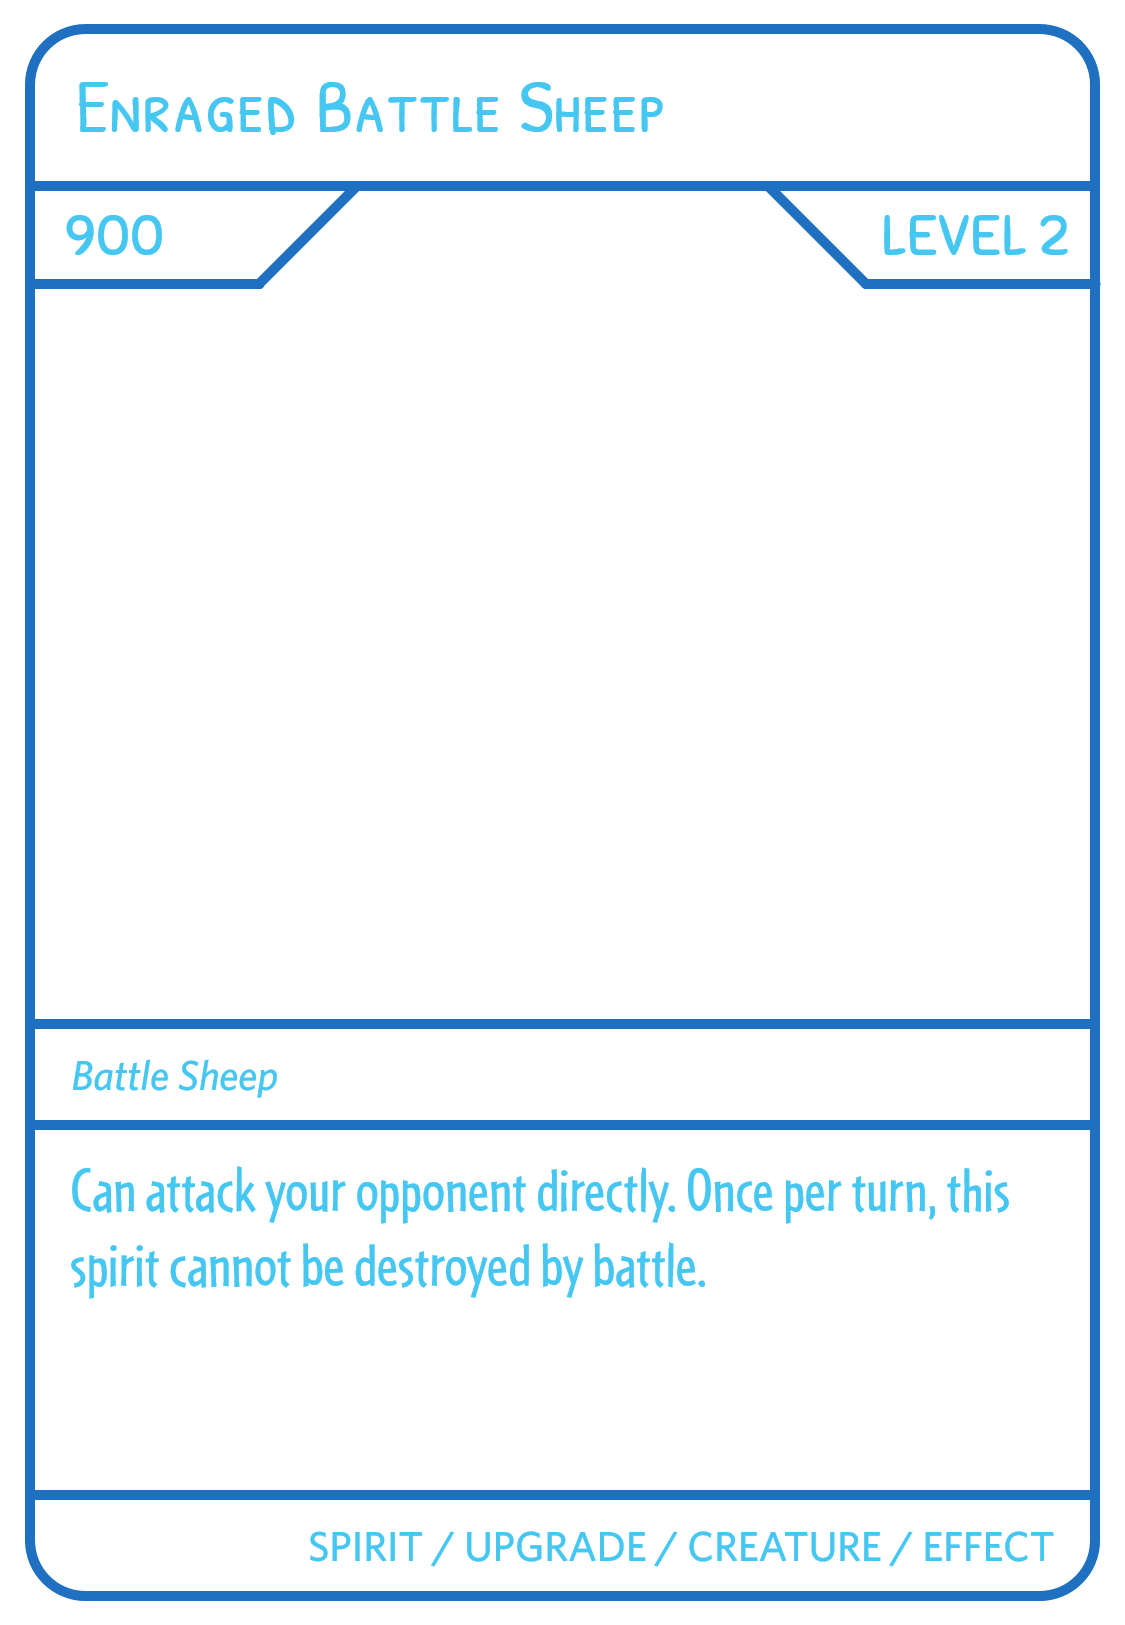 Enraged Battle Sheep
900
LEVEL 2
Battle Sheep
Can attack your opponent directly. Once per turn, this
spirit cannot be destroyed by battle.
SPIRIT / UPGRADE / CREATURE / EFFECT